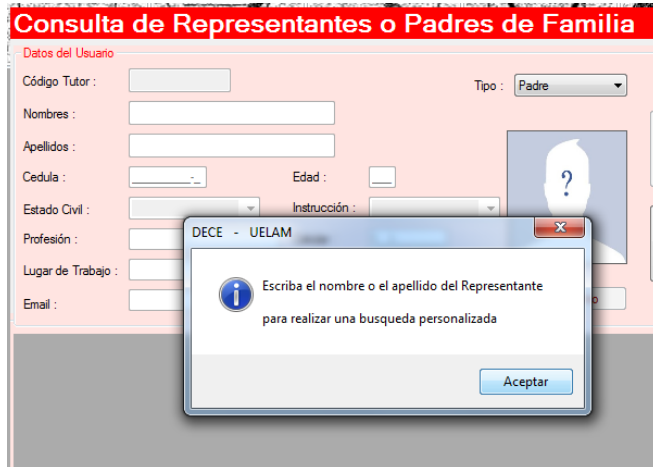 Consulta de Representantes o Padres de Familia
Datos del Usuario
Código Tutor :
Tipo : Padre
Nombres :
Apellidos :
Cedula : _________-_ Edad : ___
Estado Civil : Instrucción :
Profesión :
Lugar de Trabajo :
Email :
?
DECE - UELAM
Escriba el nombre o el apellido del Representante
para realizar una busqueda personalizada
Aceptar